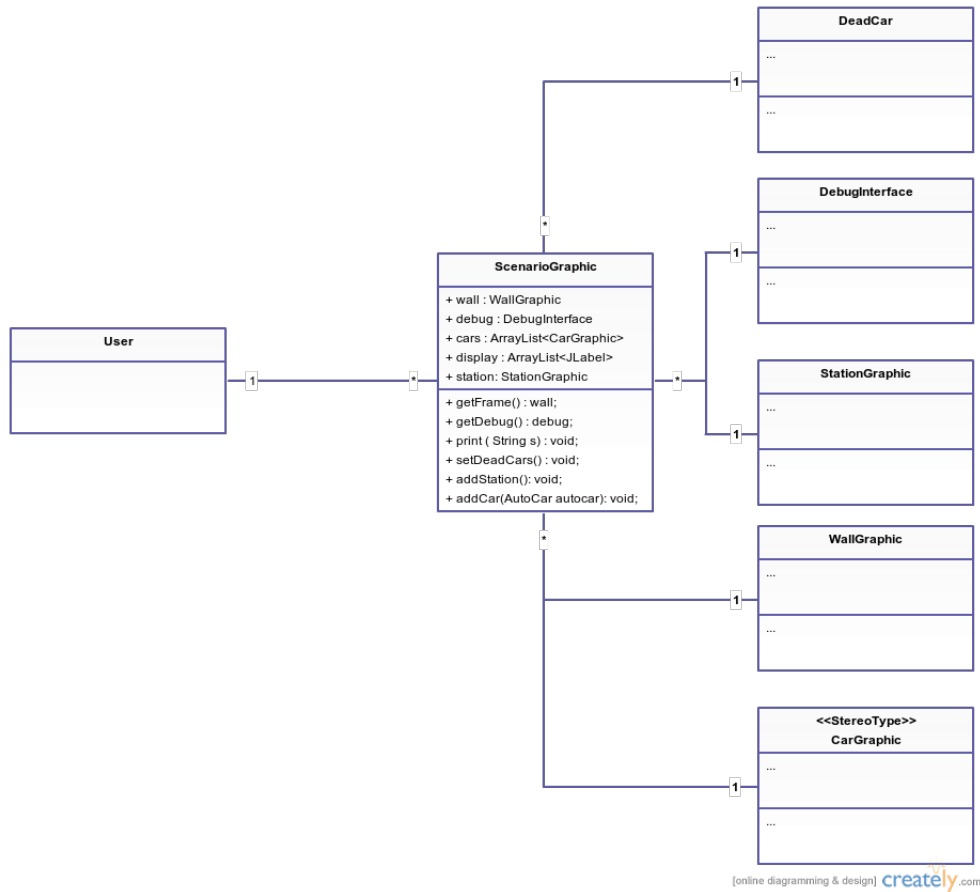 DeadCar
...
...
1
*
DebugInterface
...
...
1
ScenarioGraphic
+ wall : WallGraphic
+ debug : DebugInterface
+ cars : ArrayList<CarGraphic>
+ display : ArrayList<JLabel>
+ station: StationGraphic
+ getFrame() : wall;
+ getDebug() : debug;
+ print ( String s) : void;
+ setDeadCars() : void;
+ addStation(): void;
+ addCar(AutoCar autocar): void;
User
1
*
*
StationGraphic
...
...
1
*
WallGraphic
...
...
1
<<StereoType>>
CarGraphic
...
...
1
[online diagramming & design] creately.com